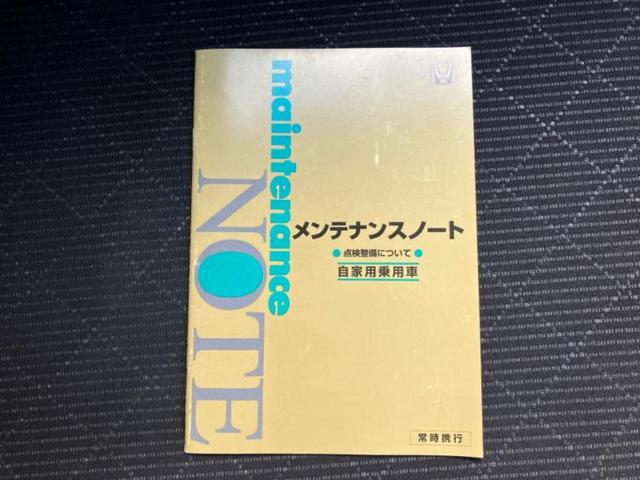 maintenance
NOTE
メンテナンスノート
●点検整備について●
自家用乗用車
常時携行